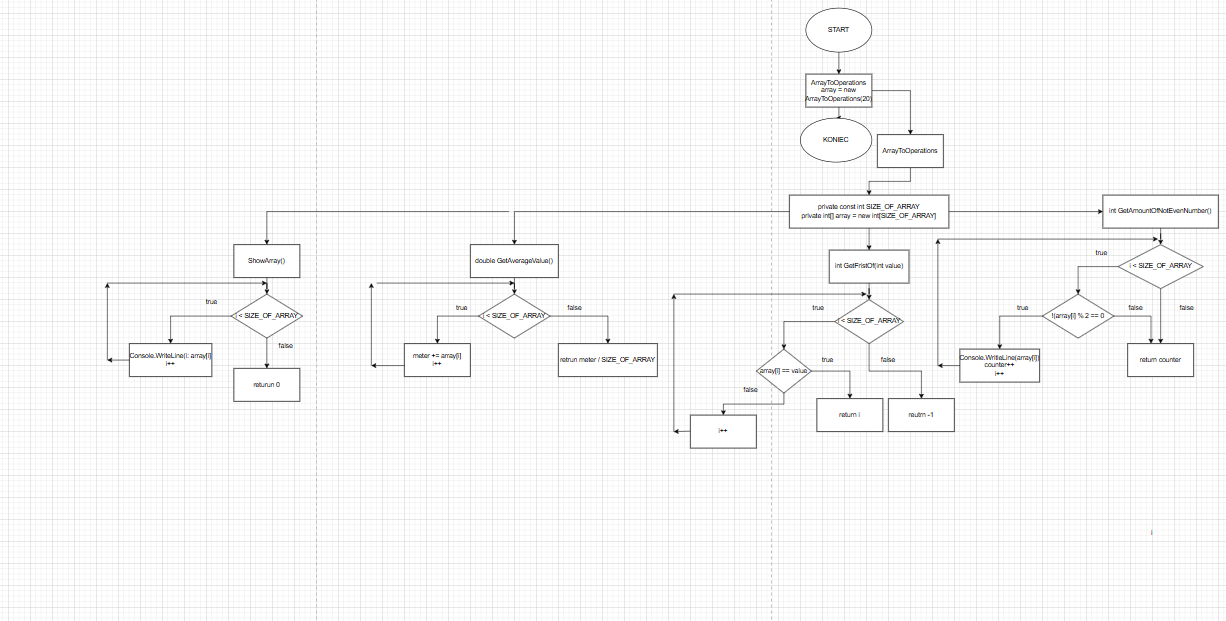 START
ArrayToOperations
array = new
ArrayToOperations(20)
KONIEC
ArrayToOperations
private const int SIZE_OF_ARRAY
private int[] array = new int[SIZE_OF_ARRAY]
int GetAmountOfNotEvenNumber()
ShowArray()
double GetAverageValue()
int GetFristOf(int value)
true
i < SIZE_OF_ARRAY
true
i < SIZE_OF_ARRAY
false
true
i < SIZE_OF_ARRAY
false
true
i < SIZE_OF_ARRAY
true
!(array[i] % 2 == 0
false
false
Console.WriteLine(i: array[i]
i++
false
returun 0
meter += array[i]
i++
retrun meter / SIZE_OF_ARRAY
array[i] == value
true
false
false
i++
return i
reutrn -1
Console.WritleLine(array[i])
counter++
i++
return counter
i